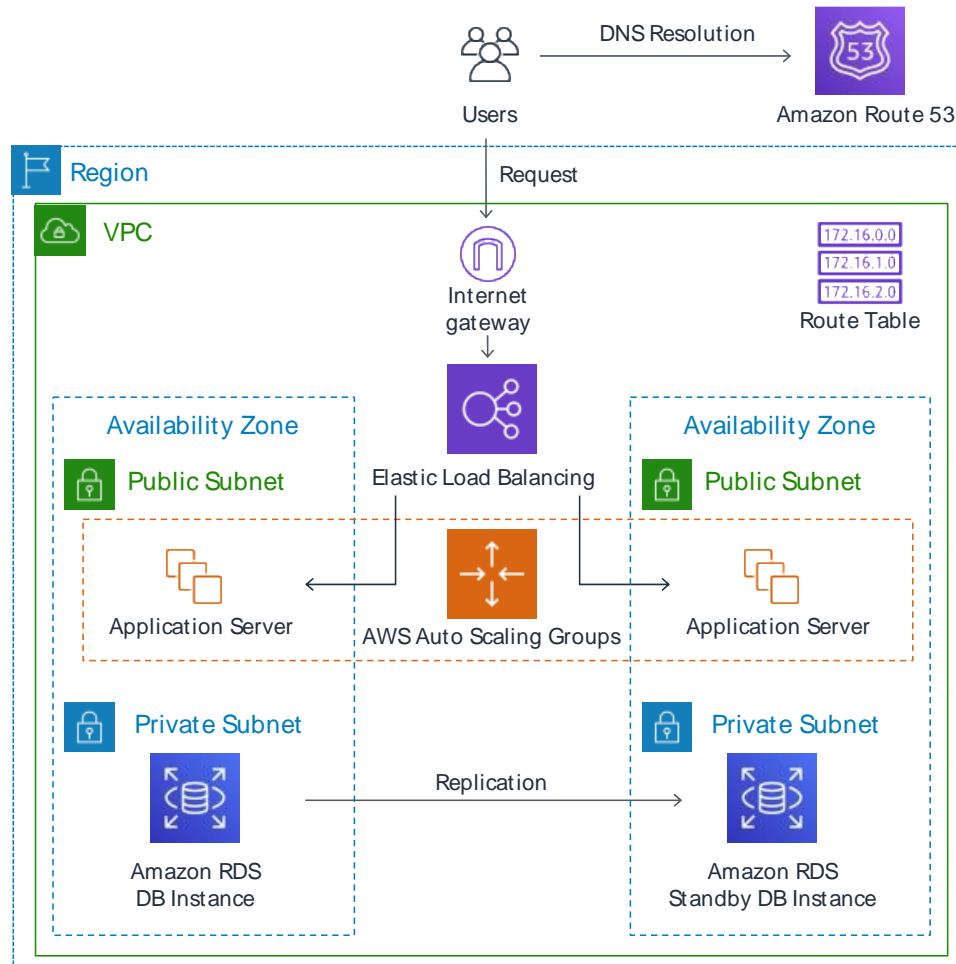 DNS Resolution
53
Users
Amazon Route 53
Region
Request
VPC
172.16.0.0
172.16.1.0
172.16.2.0
Route Table
Internet
gateway
Availability Zone
Availability Zone
Public Subnet
Elastic Load Balancing
Public Subnet
Application Server
AWS Auto Scaling Groups
Application Server
Private Subnet
Private Subnet
Replication
Amazon RDS
DB Instance
Amazon RDS
Standby DB Instance